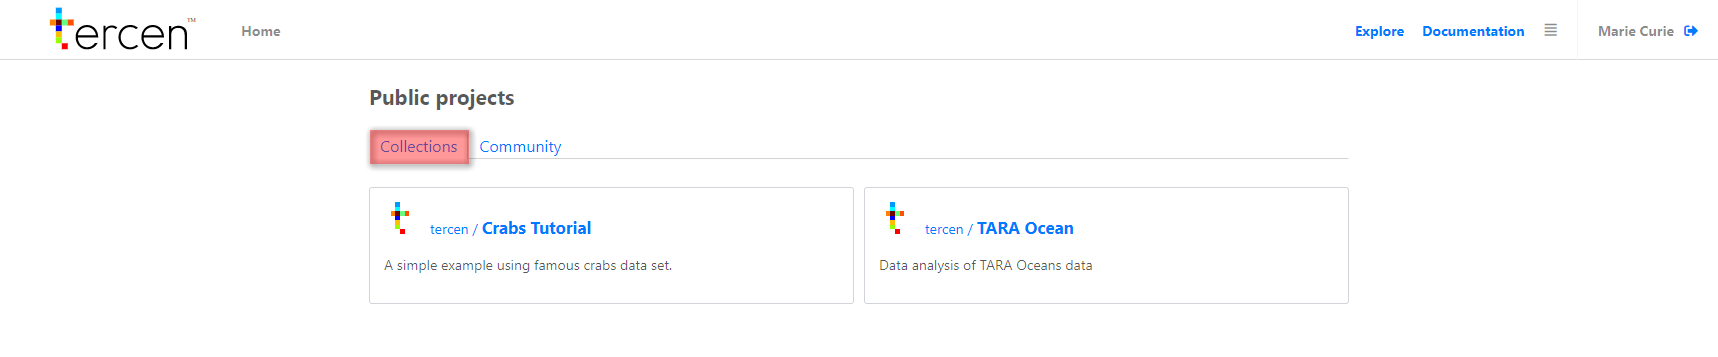 tercen™ Home Explore Documentation Marie Curie
Public projects
Collections Community
tercen / Crabs Tutorial
A simple example using famous crabs data set.
tercen / TARA Ocean
Data analysis of TARA Oceans data